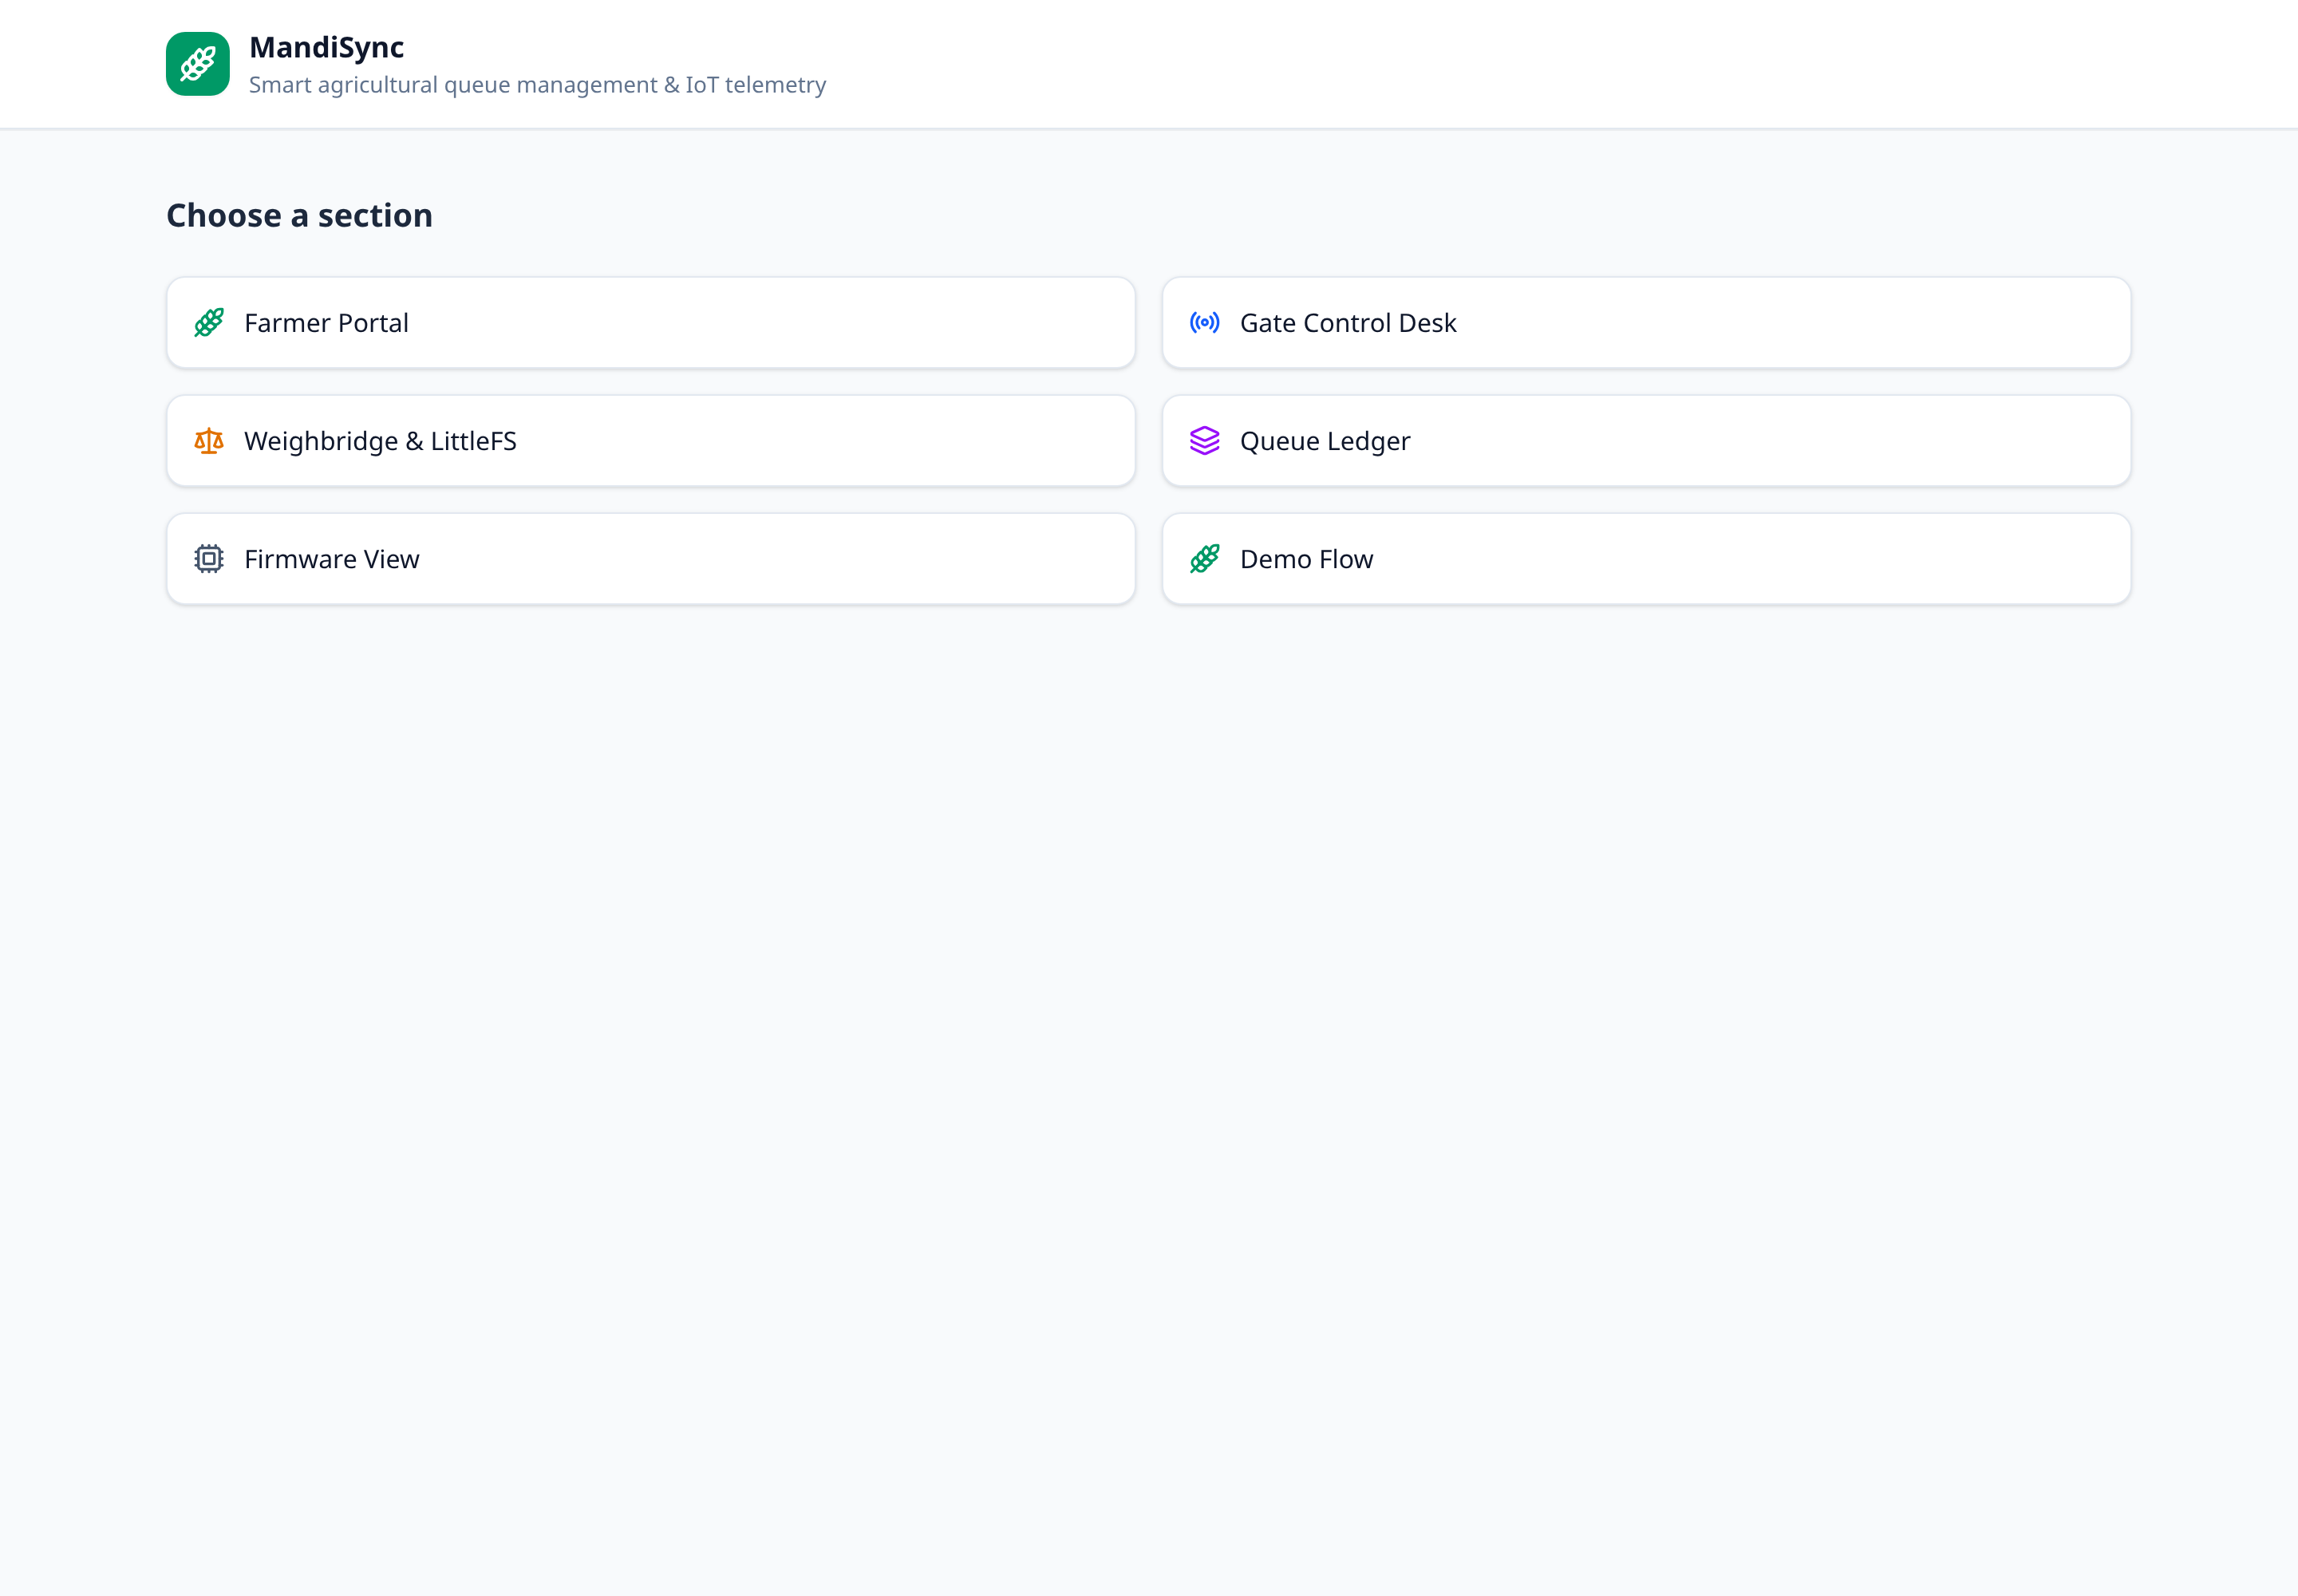 MandiSync
Smart agricultural queue management & IoT telemetry
Choose a section
Farmer Portal
Gate Control Desk
Weighbridge & LittleFS
Queue Ledger
Firmware View
Demo Flow